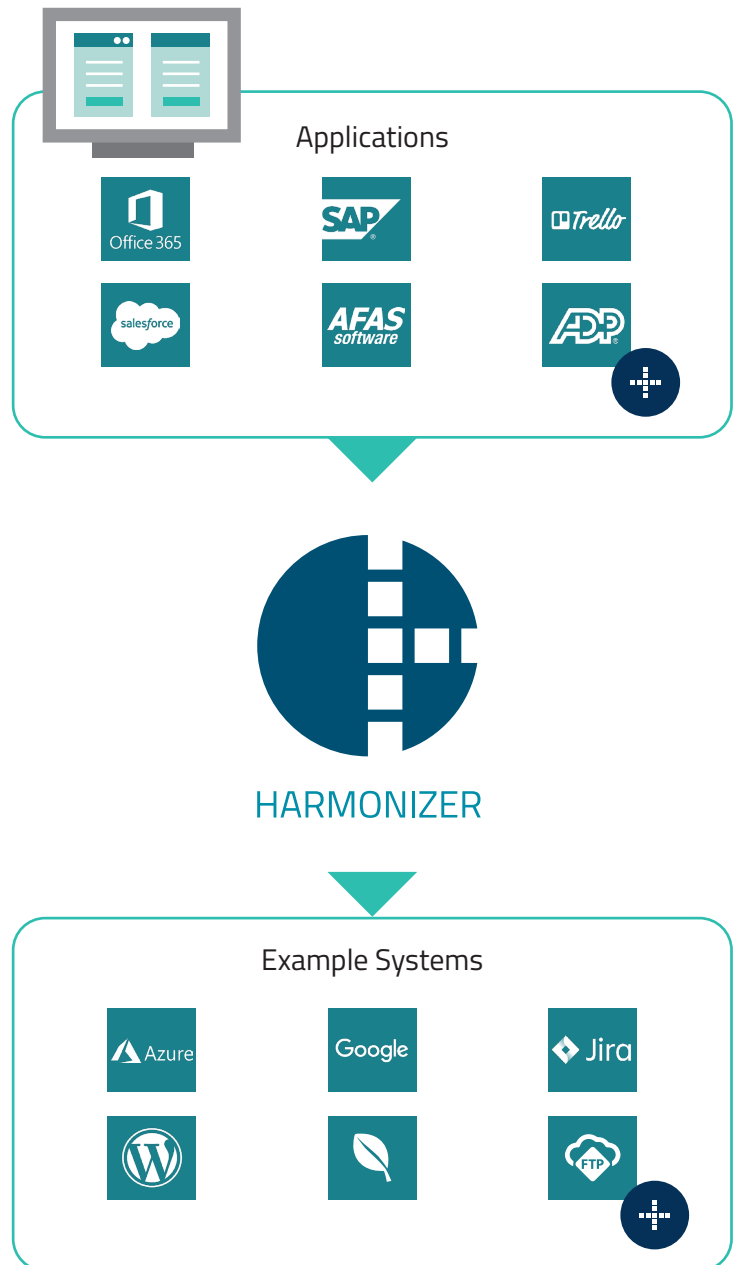 Applications
Office 365
SAP
®
Trello
salesforce
AFAS
software
ADP
®
HARMONIZER
Example Systems
Azure
Google
Jira
W
FTP